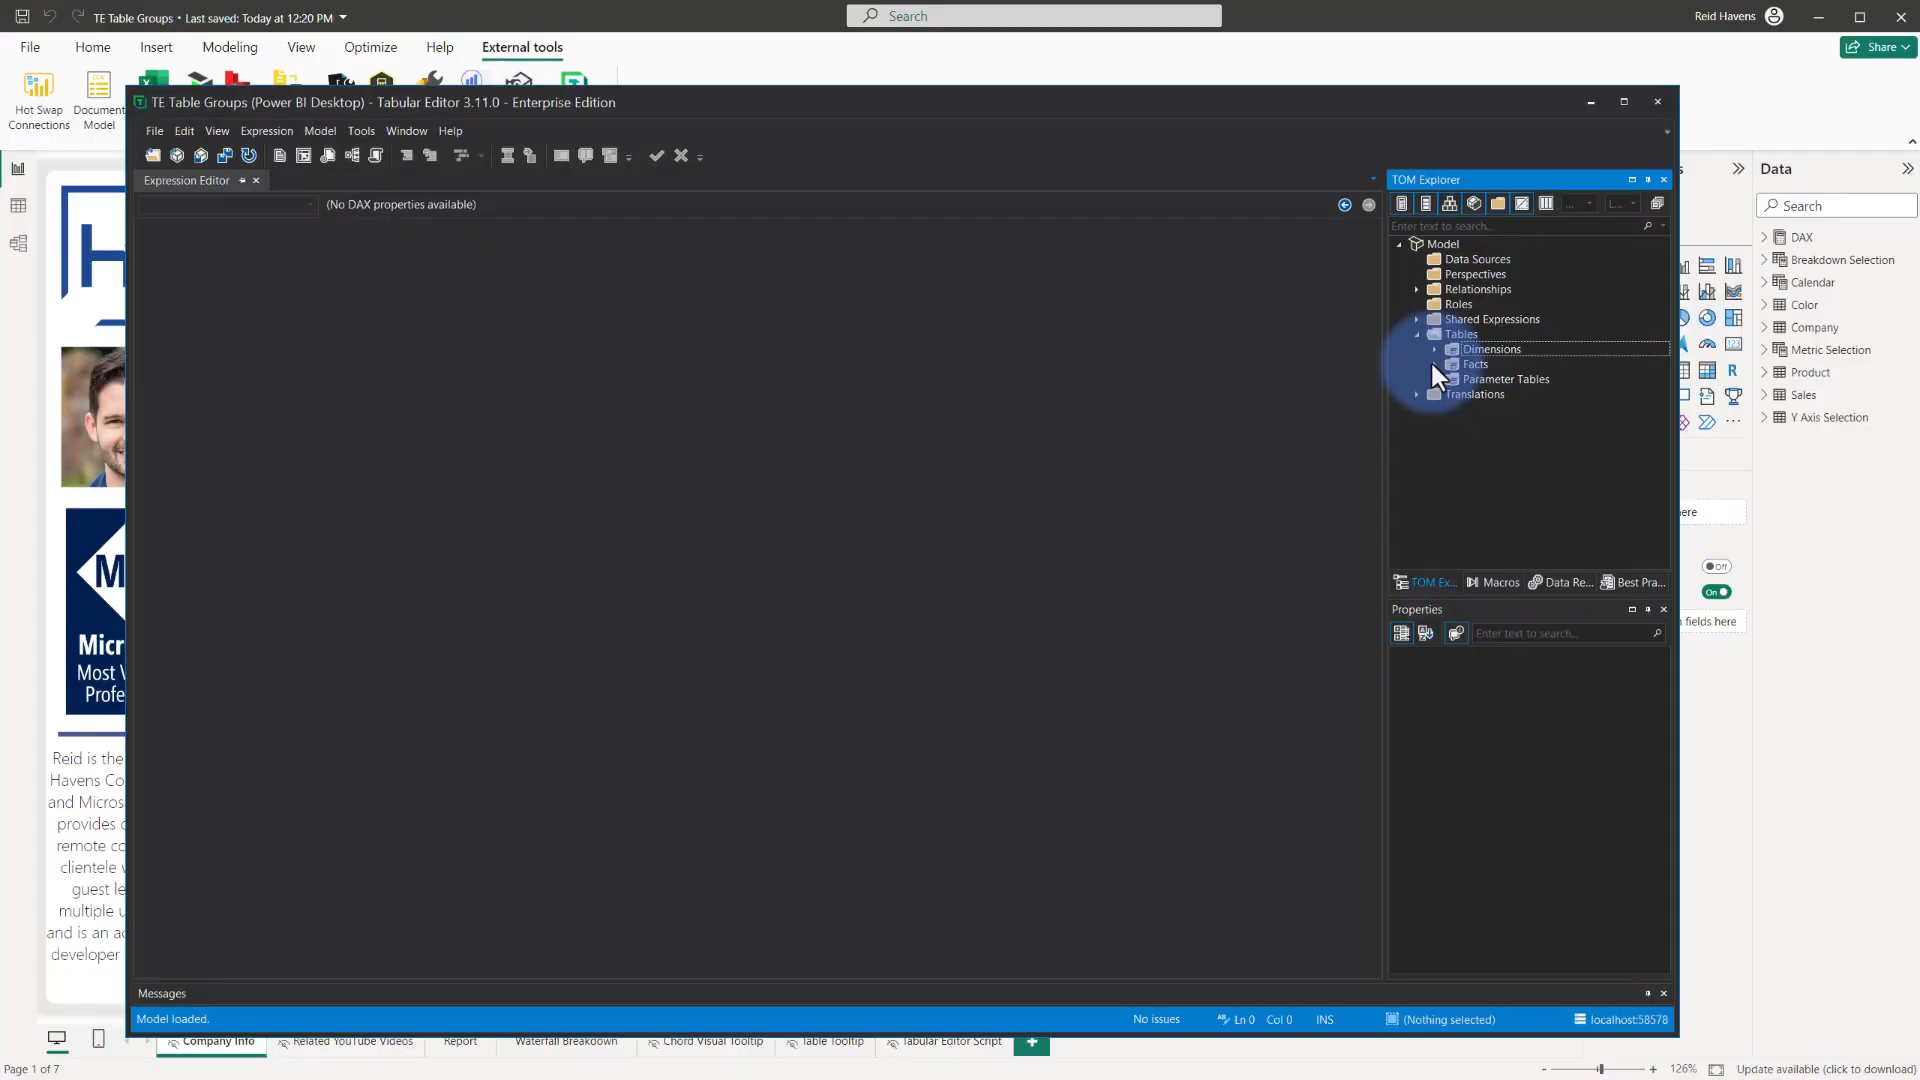 TE Table Groups • Last saved: Today at 12:20 PM
Search
Reid Havens
File Home Insert Modeling View Optimize Help External tools
Share
Hot Swap Connections
Document Model
TE Table Groups (Power BI Desktop) - Tabular Editor 3.11.0 - Enterprise Edition
File Edit View Expression Model Tools Window Help
Expression Editor
(No DAX properties available)
TOM Explorer
... L...
Enter text to search...
Model
Data Sources
Perspectives
Relationships
Roles
Shared Expressions
Tables
Dimensions
Facts
Parameter Tables
Translations
TOM Ex... Macros Data Re... Best Pra...
Properties
Enter text to search...
Messages
Model loaded.
No issues
Ln 0 Col 0 INS
(Nothing selected)
localhost:58578
Data
Search
DAX
Breakdown Selection
Calendar
Color
Company
Metric Selection
Product
Sales
Y Axis Selection
123
R
ere
Off
On
fields here
H
M
Micr
Most V
Profe
Reid is the
Havens Co
and Micros
provides
remote co
clientele
guest le
multiple
and is an a
developer
Company Info
Related YouTube Videos
Report
Waterfall Breakdown
Chord Visual Tooltip
Table Tooltip
Tabular Editor Script
+
Page 1 of 7
- + 126%
Update available (click to download)